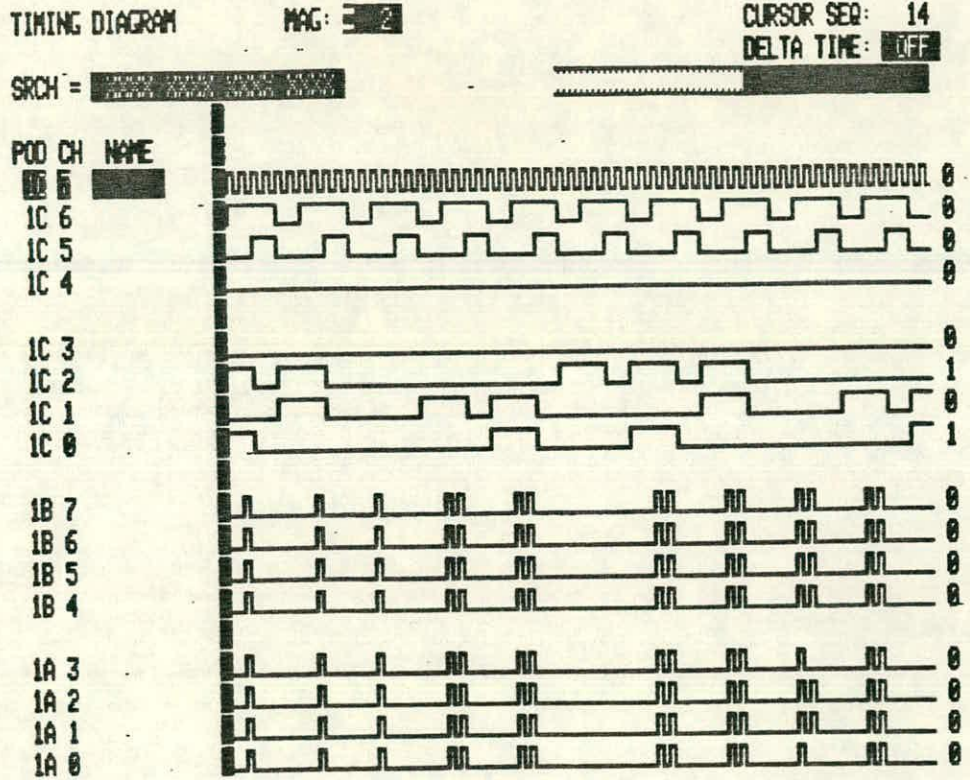 TIMING DIAGRAM MAG: 2 CURSOR SEQ: 14
DELTA TIME: OFF
SRCH =
POD CH NAME
0
1C 6 0
1C 5 0
1C 4 0
1C 3 0
1C 2 1
1C 1 0
1C 0 1
1B 7 0
1B 6 0
1B 5 0
1B 4 0
1A 3 0
1A 2 0
1A 1 0
1A 0 0